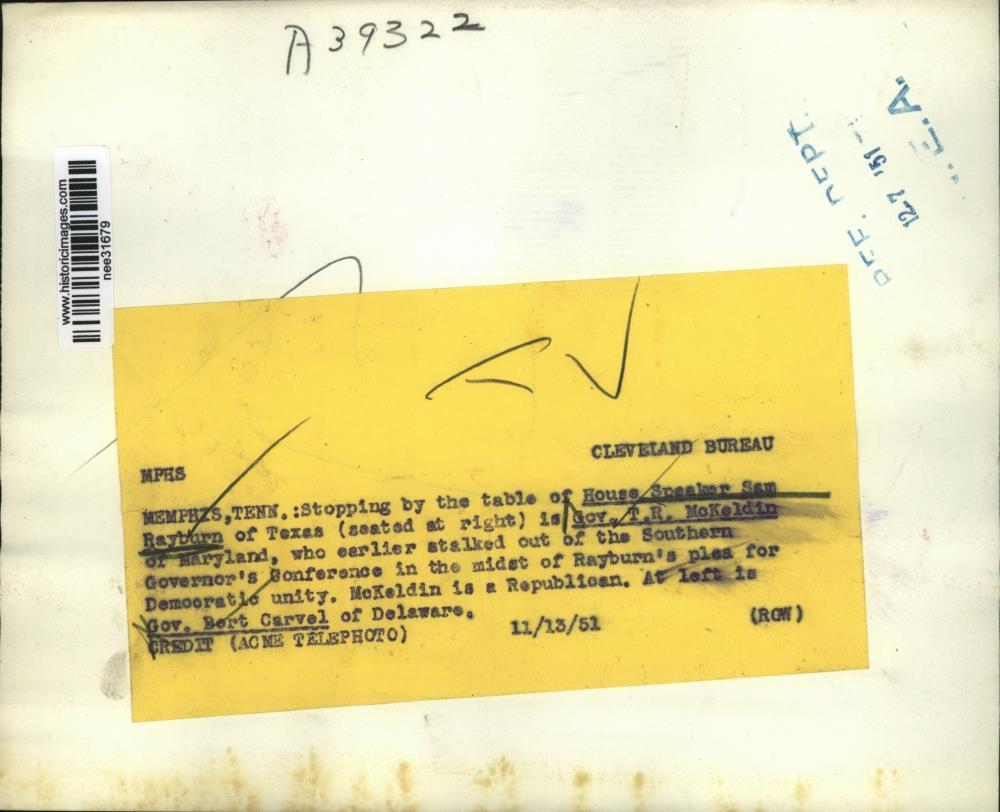 A39322
REF. DEPT.
12-7 '51
.E.A.
www.historicimages.com
nee31679
CLEVELAND BUREAU
MPHS
MEMPHIS,TENN.:Stopping by the table of House Speaker Sam
Rayburn of Texas (seated at right) is Gov. T.R. McKeldin
of Maryland, who earlier stalked out of the Southern
Governor's Conference in the midst of Rayburn's plea for
Democratic unity. McKeldin is a Republican. At left is
Gov. Bert Carvel of Delaware.
CREDIT (ACME TELEPHOTO) 11/13/51 (RGW)